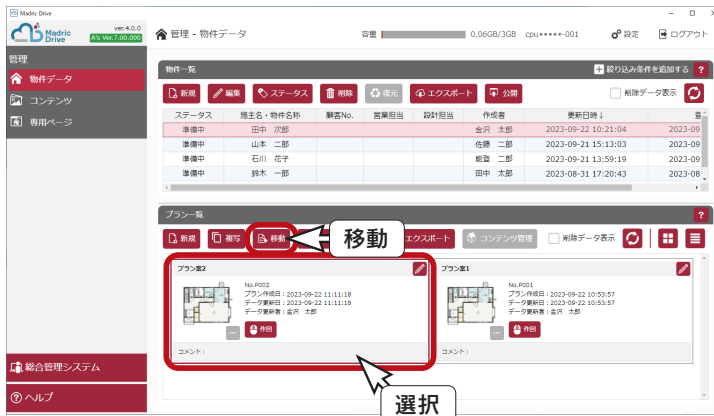 Madric Drive
Madric Drive
ver.4.0.0
A's Ver.7.00.000
管理 - 物件データ
容量
0.06GB/3GB
cpu*****-001
設定
ログアウト
管理
物件データ
コンテンツ
専用ページ
総合管理システム
ヘルプ
物件一覧
絞り込み条件を追加する
?
新規
編集
ステータス
削除
復元
エクスポート
公開
削除データ表示
ステータス 施主名・物件名称 顧客No. 営業担当 設計担当 作成者 更新日時↓
準備中 田中 次郎 金沢 太郎 2023-09-22 10:21:04 2023-09
準備中 山本 二郎 佐藤 二郎 2023-09-21 15:13:03 2023-09
準備中 石川 花子 能登 二郎 2023-09-21 13:59:19 2023-09
準備中 鈴木 一郎 田中 太郎 2023-08-31 17:20:43 2023-08
プラン一覧
?
新規
複写
移動
移動
エクスポート
コンテンツ管理
削除データ表示
プラン案2
No.P002
プラン作成日：2023-09-22 11:11:18
データ更新日：2023-09-22 11:11:18
データ更新者：金沢 太郎
作図
コメント：
プラン案1
No.P001
プラン作成日：2023-09-22 10:53:57
データ更新日：2023-09-22 10:53:57
データ更新者：金沢 太郎
作図
コメント：
選択